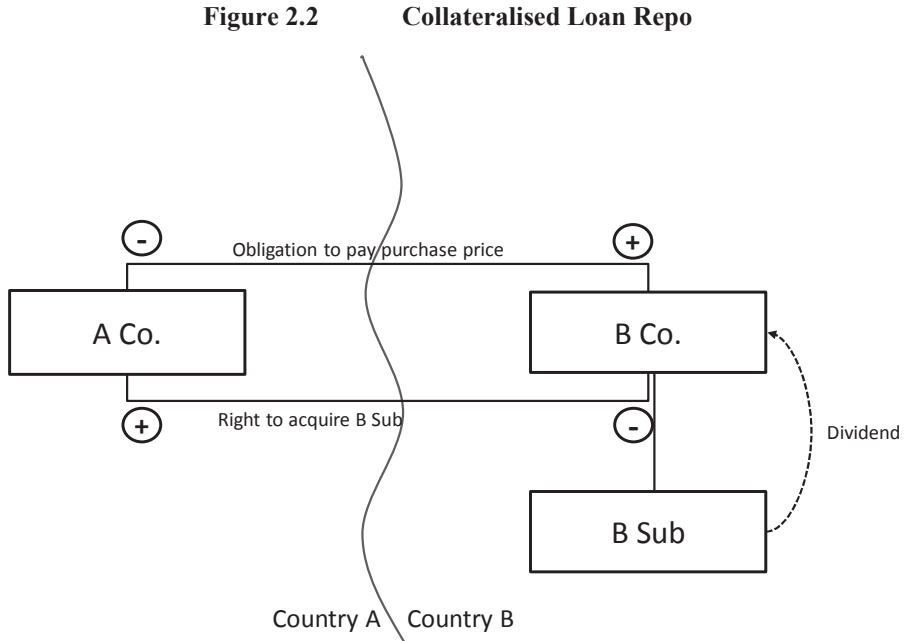 Figure 2.2 Collateralised Loan Repo
- +
Obligation to pay purchase price
A Co. B Co.
Right to acquire B Sub
+ -
Dividend
B Sub
Country A Country B